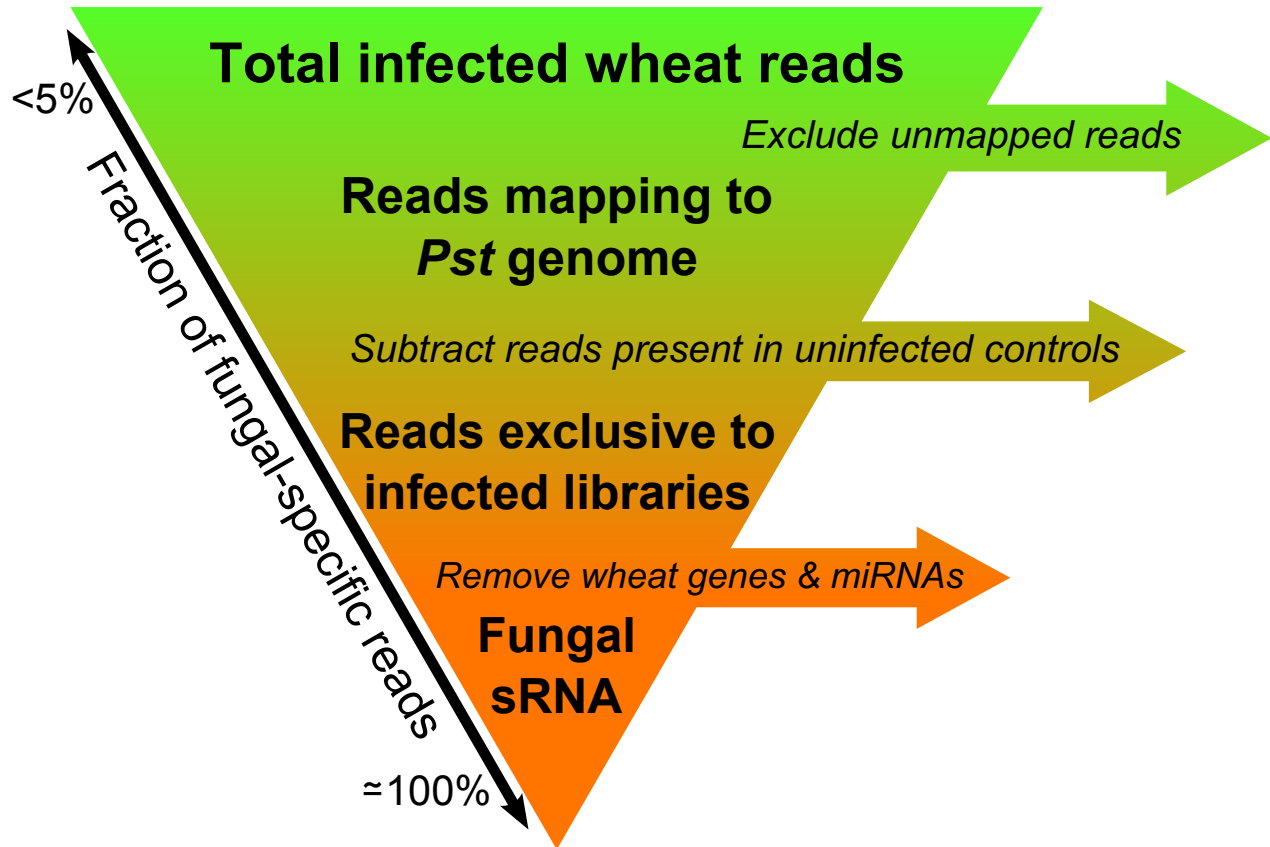 Total infected wheat reads
<5%
Exclude unmapped reads
Reads mapping to
Pst genome
Fraction of fungal-specific reads
Subtract reads present in uninfected controls
Reads exclusive to
infected libraries
Remove wheat genes & miRNAs
Fungal
sRNA
≃100%